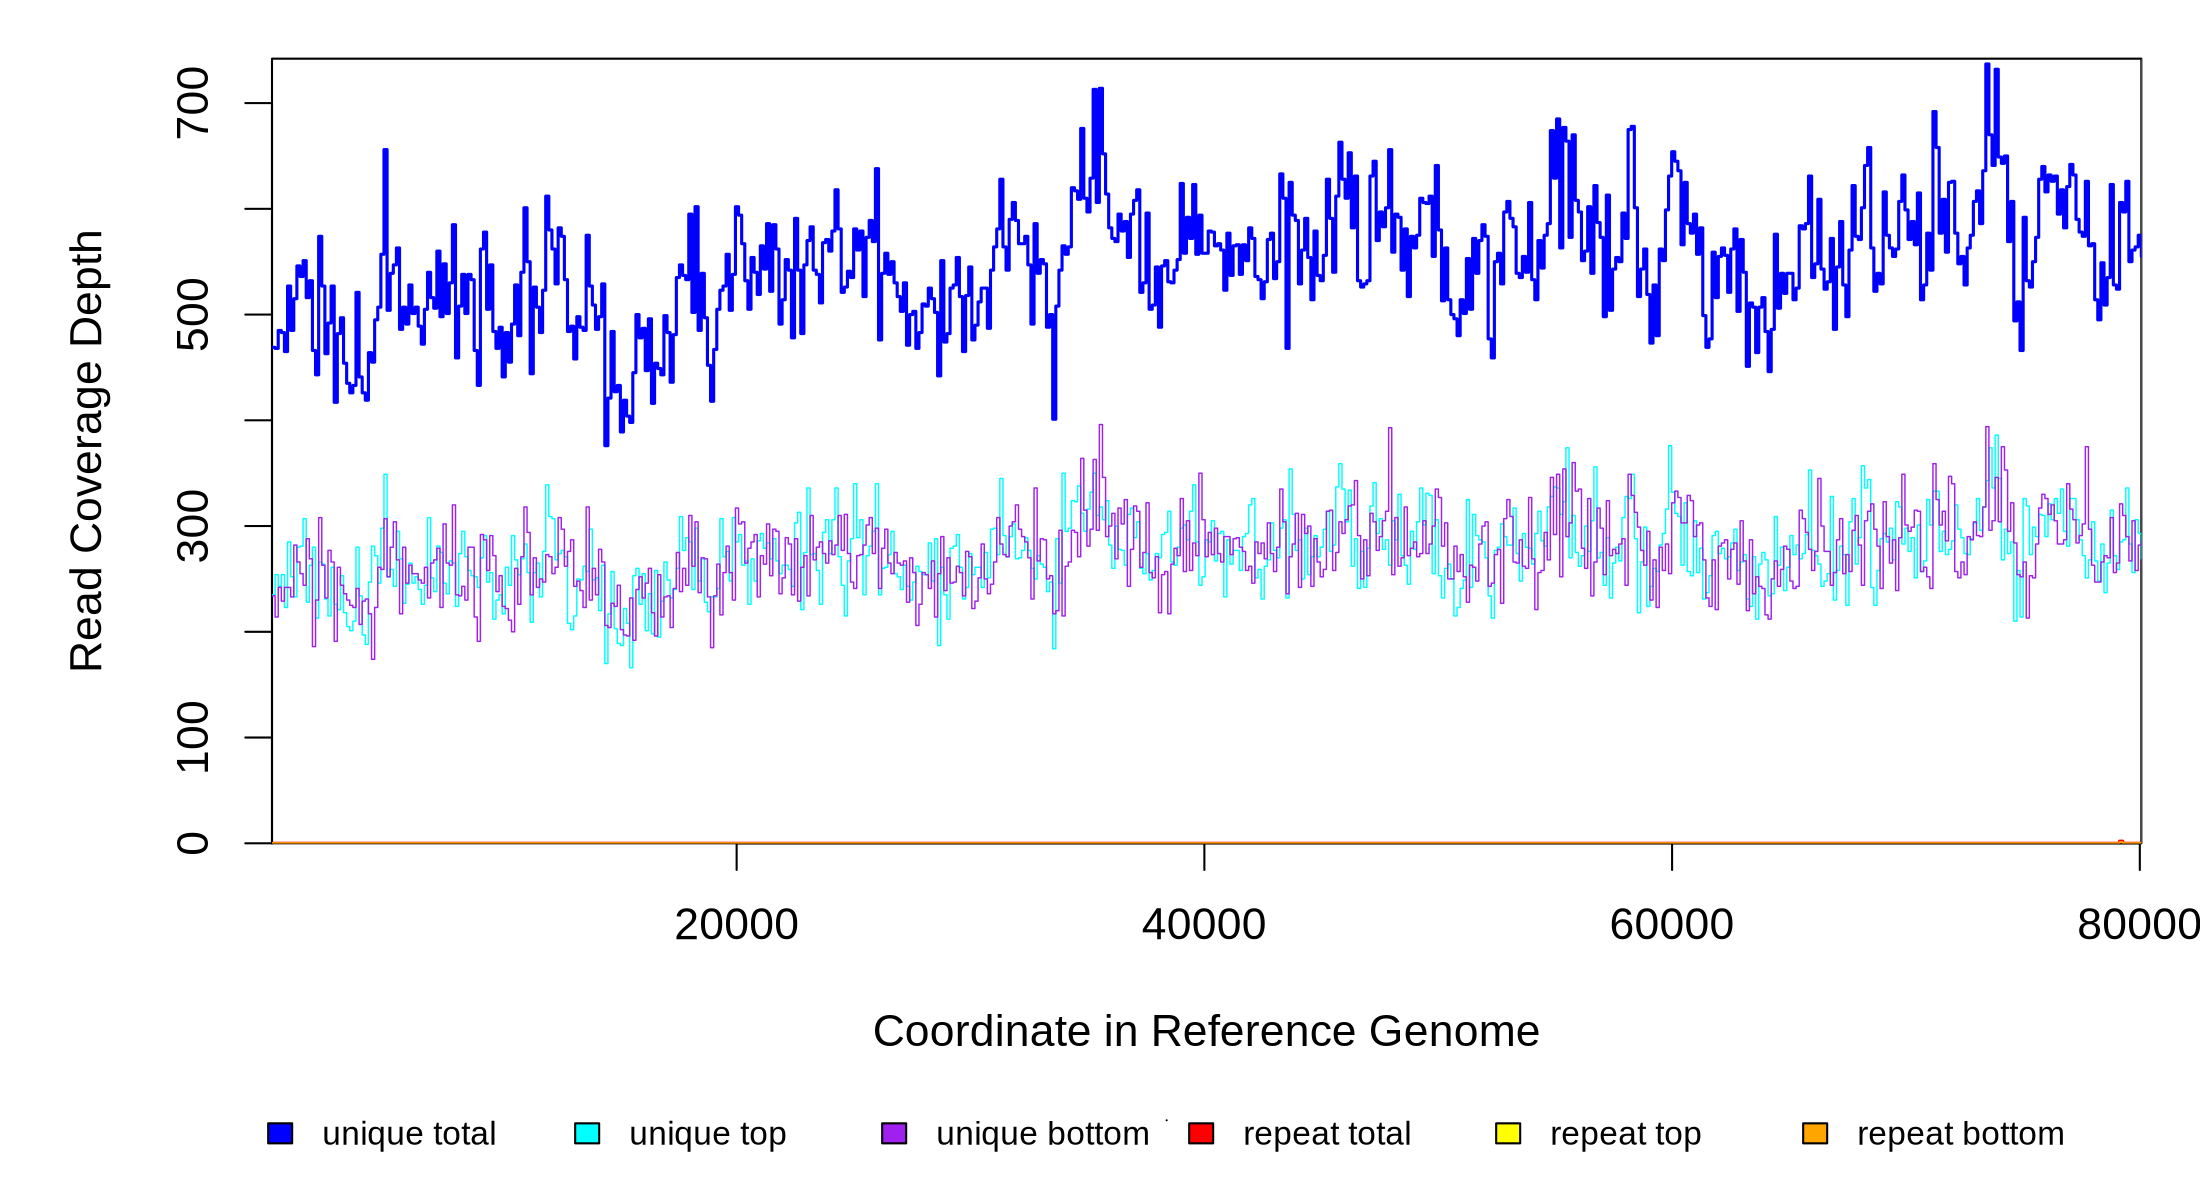 700
500
300
100
0
Read Coverage Depth
20000 40000 60000 80000
Coordinate in Reference Genome
unique total unique top unique bottom repeat total repeat top repeat bottom